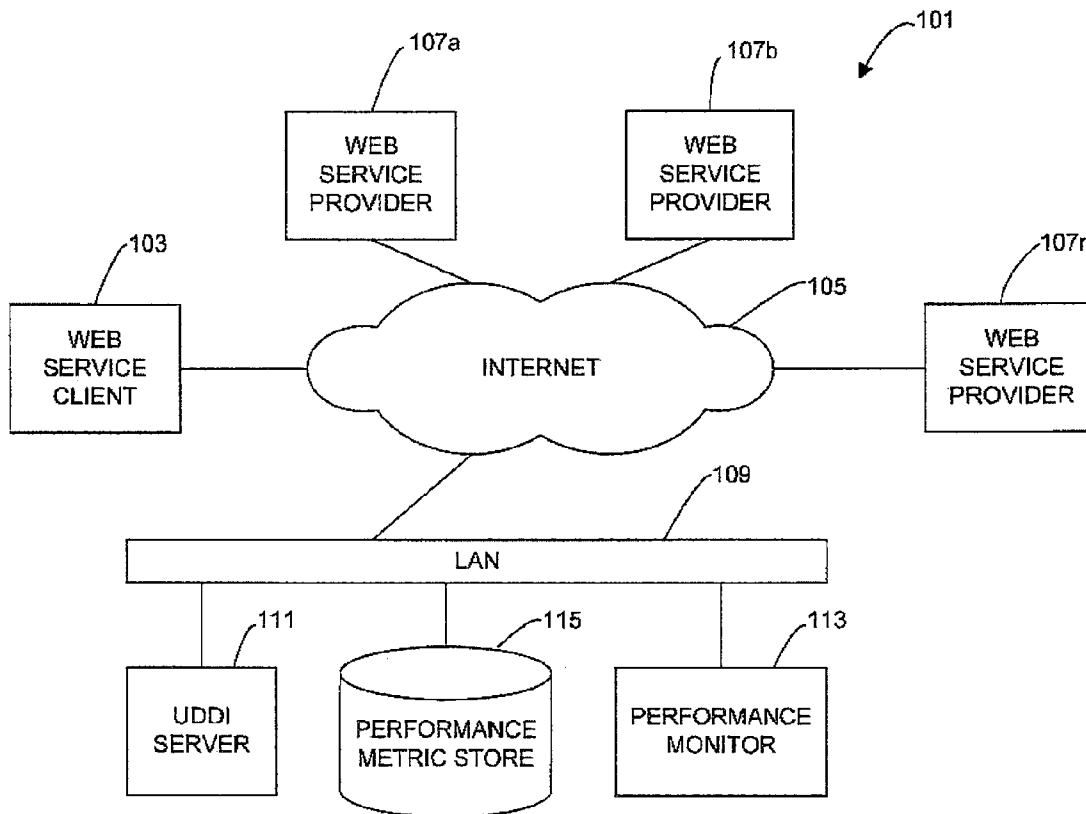 101
107a
107b
WEB
SERVICE
PROVIDER
WEB
SERVICE
PROVIDER
103
107n
105
WEB
SERVICE
CLIENT
INTERNET
WEB
SERVICE
PROVIDER
109
LAN
111
115
113
UDDI
SERVER
PERFORMANCE
METRIC STORE
PERFORMANCE
MONITOR